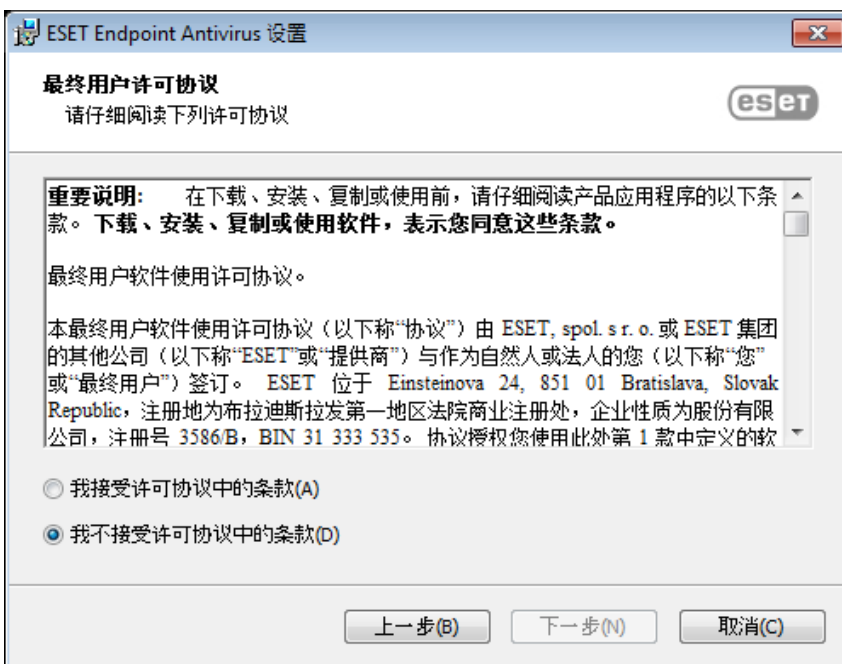 ESET Endpoint Antivirus 设置
最终用户许可协议
请仔细阅读下列许可协议
eseT
重要说明: 在下载、安装、复制或使用前，请仔细阅读产品应用程序的以下条
款。下载、安装、复制或使用软件，表示您同意这些条款。
最终用户软件使用许可协议。
本最终用户软件使用许可协议（以下称“协议”）由 ESET, spol. s r. o. 或 ESET 集团
的其他公司（以下称“ESET”或“提供商”）与作为自然人或法人的您（以下称“您”
或“最终用户”）签订。 ESET 位于 Einsteinova 24, 851 01 Bratislava, Slovak
Republic，注册地为布拉迪斯拉发第一地区法院商业注册处，企业性质为股份有限
公司，注册号 3586/B，BIN 31 333 535。协议授权您使用此处第 1 款中定义的软
我接受许可协议中的条款(A)
我不接受许可协议中的条款(D)
上一步(B) 下一步(N) 取消(C)